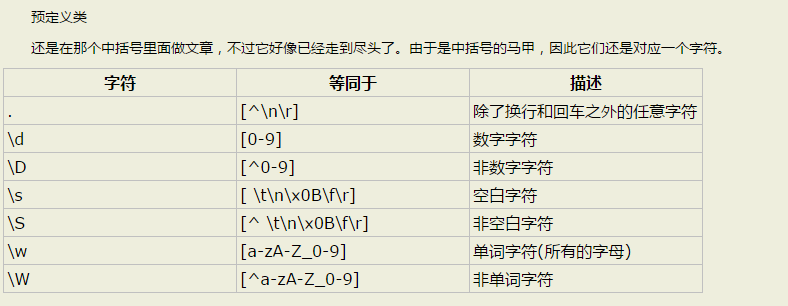 预定义类
还是在那个中括号里面做文章，不过它好像已经走到尽头了。由于是中括号的马甲，因此它们还是对应一个字符。
字符 等同于 描述
. [^\n\r] 除了换行和回车之外的任意字符
\d [0-9] 数字字符
\D [^0-9] 非数字字符
\s [ \t\n\x0B\f\r] 空白字符
\S [^ \t\n\x0B\f\r] 非空白字符
\w [a-zA-Z_0-9] 单词字符(所有的字母)
\W [^a-zA-Z_0-9] 非单词字符